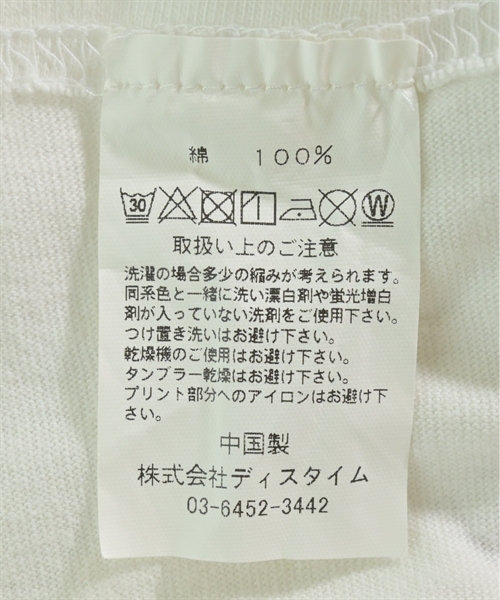 綿 100%
30 W
取扱い上のご注意
洗濯の場合多少の縮みが考えられます。
同系色と一緒に洗い漂白剤や蛍光増白
剤が入っていない洗剤をご使用下さい。
つけ置き洗いはお避け下さい。
乾燥機のご使用はお避け下さい。
タンブラー乾燥はお避け下さい。
プリント部分へのアイロンはお避け下
さい。
中国製
株式会社ディスタイム
03-6452-3442